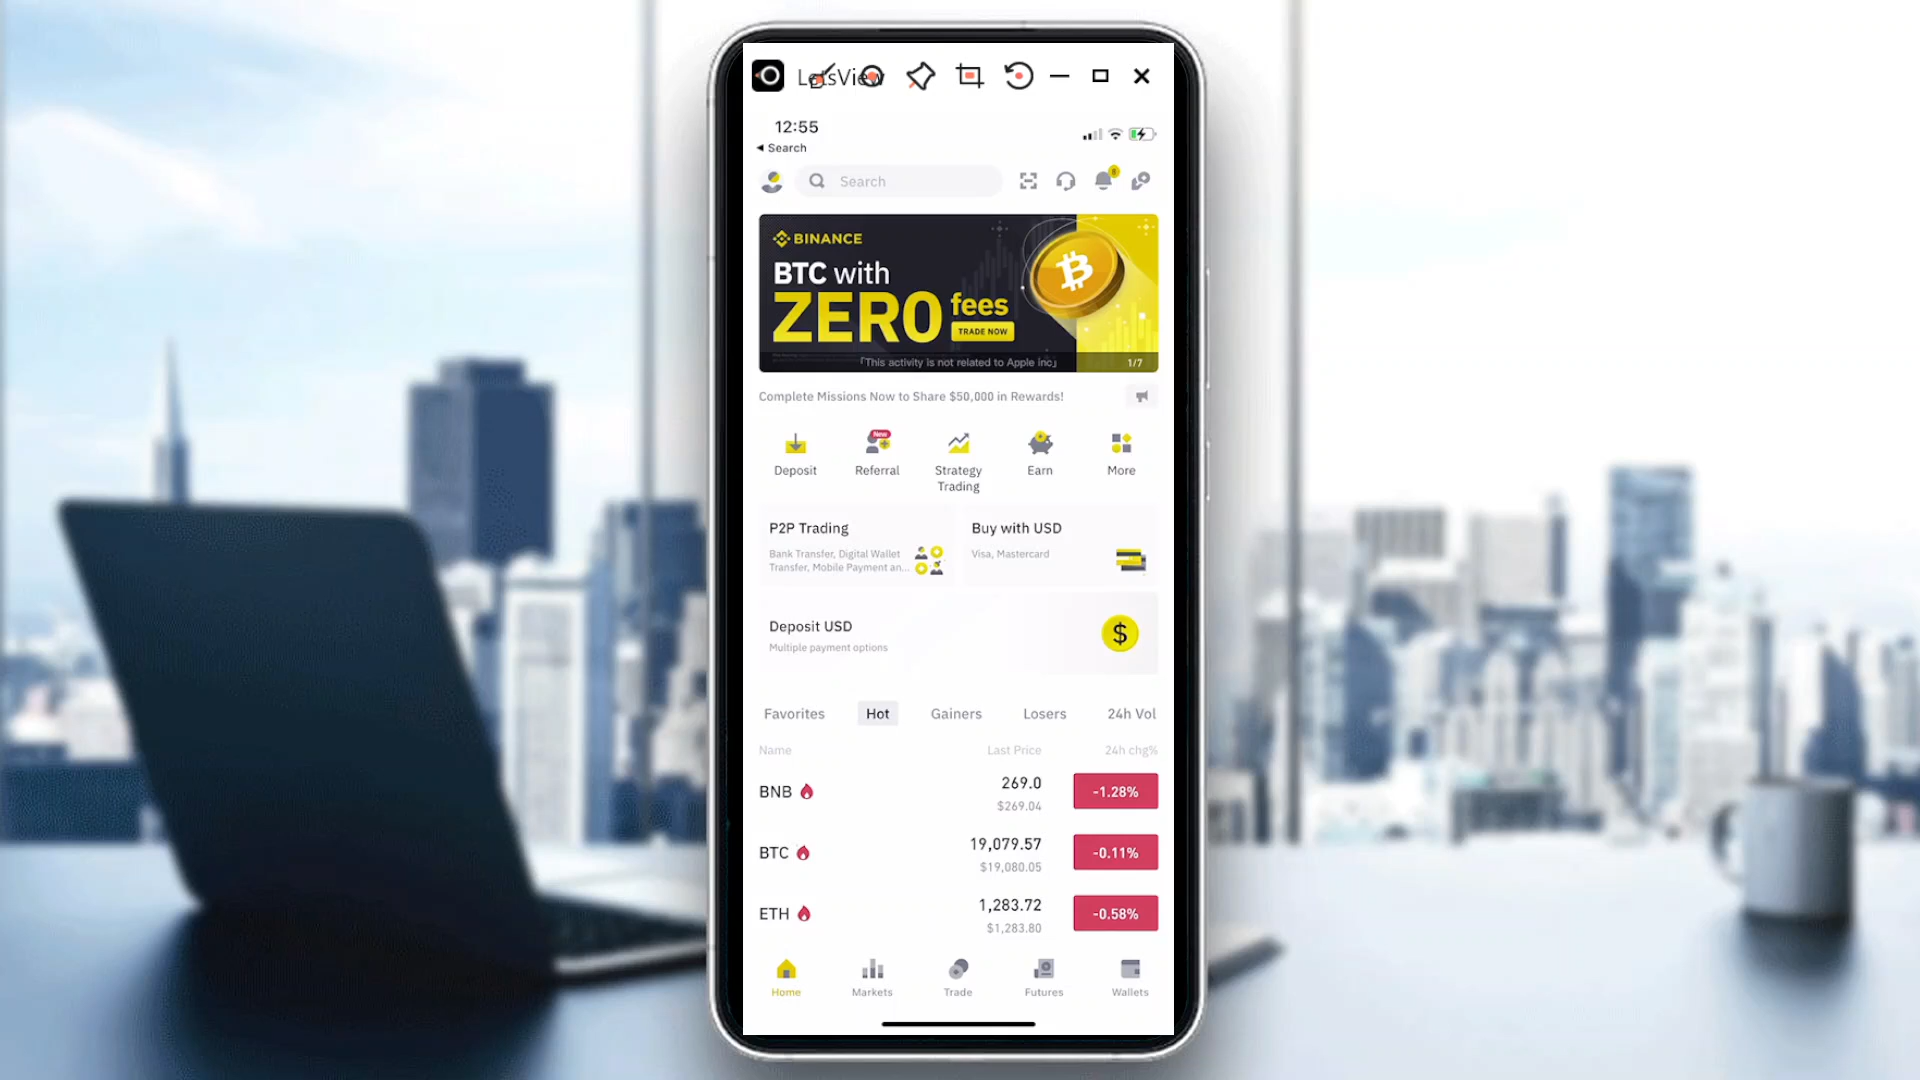 LetsView
12:55
◄ Search
Search
8
BINANCE
BTC with
ZERO fees
TRADE NOW
「This activity is not related to Apple Inc」
1/7
Complete Missions Now to Share $50,000 in Rewards!
New
Deposit
Referral
Strategy
Trading
Earn
More
P2P Trading
Bank Transfer, Digital Wallet
Transfer, Mobile Payment an...
Buy with USD
Visa, Mastercard
Deposit USD
Multiple payment options
$
Favorites Hot Gainers Losers 24h Vol
Name Last Price 24h chg%
BNB 269.0 -1.28%
$269.04
BTC 19,079.57 -0.11%
$19,080.05
ETH 1,283.72 -0.58%
$1,283.80
Home Markets Trade Futures Wallets